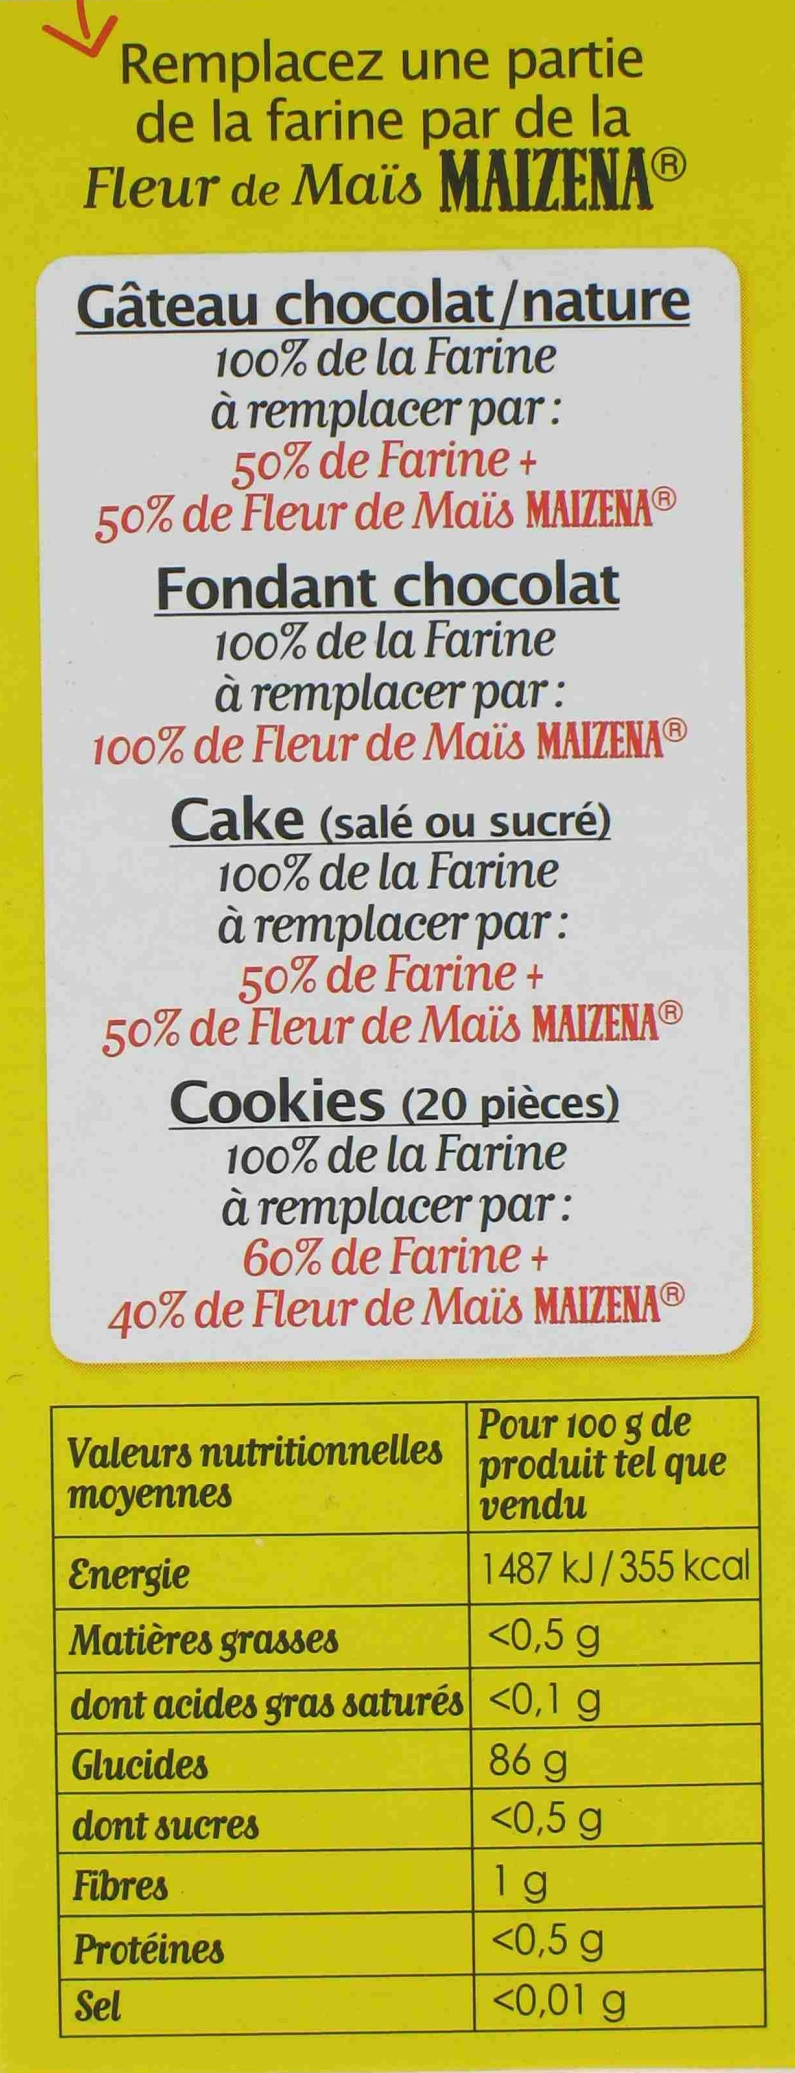 Remplacez une partie
de la farine par de la
Fleur de Maïs MAIZENA®
Gâteau chocolat/nature
100% de la Farine
à remplacer par :
50% de Farine +
50% de Fleur de Maïs MAIZENA®
Fondant chocolat
100% de la Farine
à remplacer par :
100% de Fleur de Maïs MAIZENA®
Cake (salé ou sucré)
100% de la Farine
à remplacer par :
50% de Farine +
50% de Fleur de Maïs MAIZENA®
Cookies (20 pièces)
100% de la Farine
à remplacer par :
60% de Farine +
40% de Fleur de Maïs MAIZENA®
Valeurs nutritionnelles
moyennes
Pour 100 g de
produit tel que
vendu
Energie 1487 kJ / 355 kcal
Matières grasses <0,5 g
dont acides gras saturés <0,1 g
Glucides 86 g
dont sucres <0,5 g
Fibres 1 g
Protéines <0,5 g
Sel <0,01 g